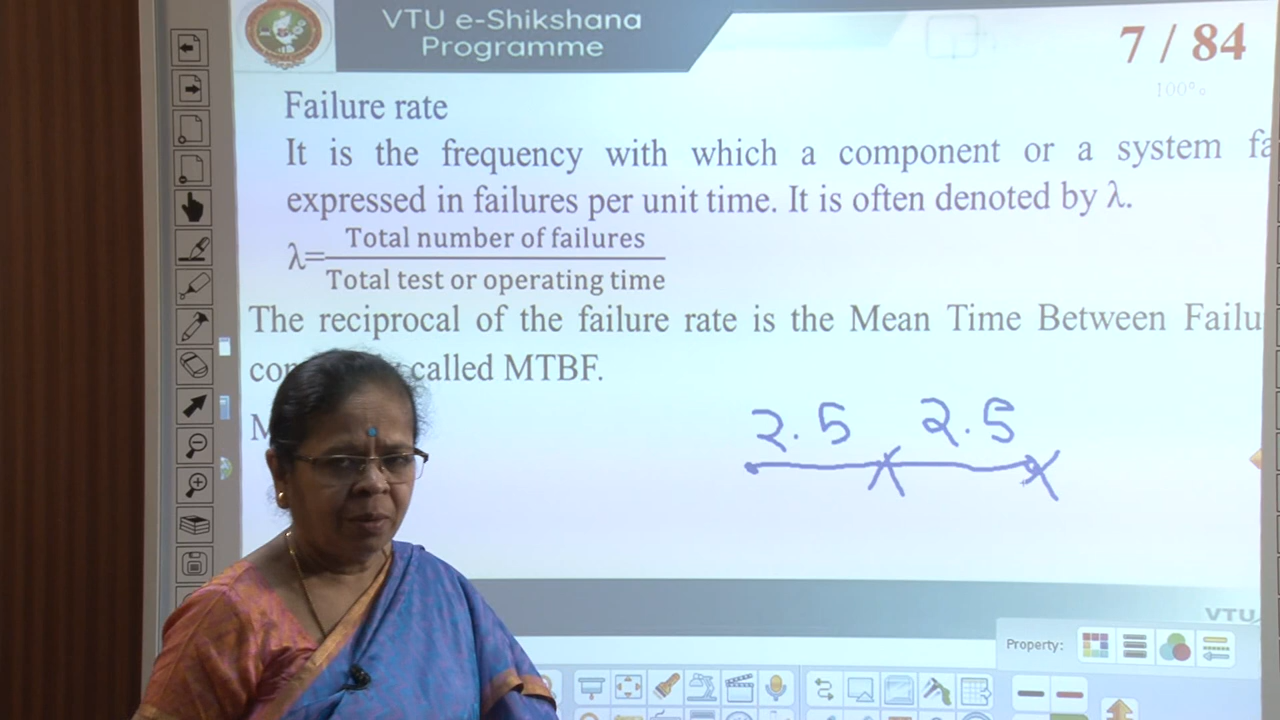 VTU e-Shikshana
Programme
7 / 84
100%
Failure rate
It is the frequency with which a component or a system
expressed in failures per unit time. It is often denoted by λ.
λ=Total number of failures
Total test or operating time
The reciprocal of the failure rate is the Mean Time Between
called MTBF.
2.5 2.5
VTU
Property: